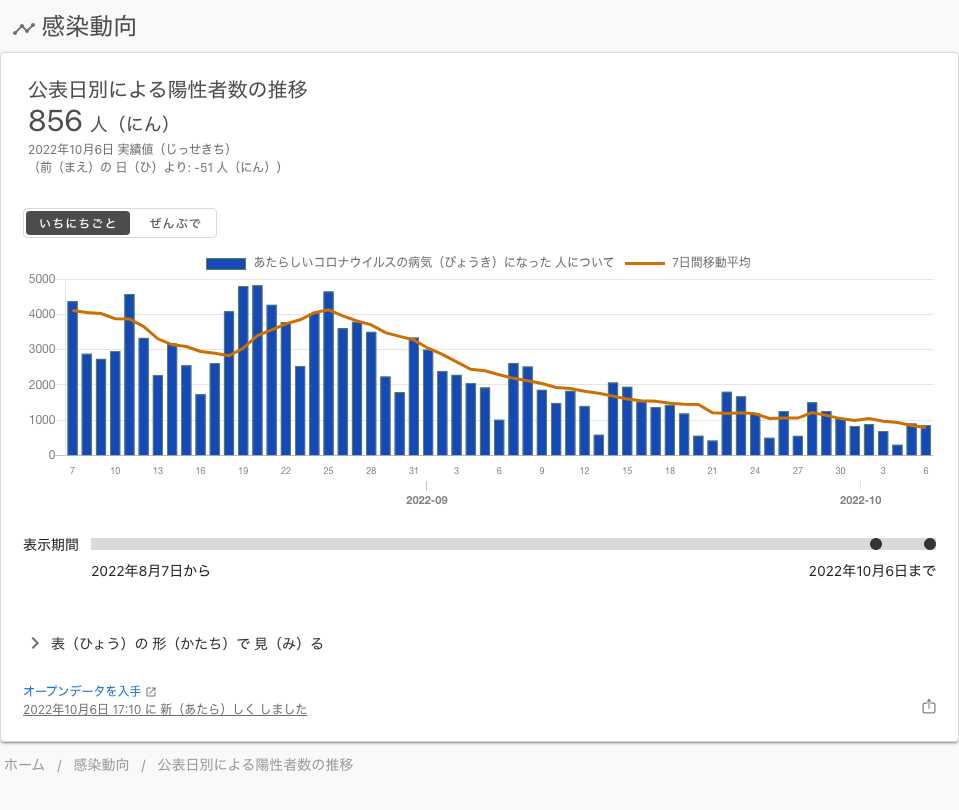 感染動向
公表日別による陽性者数の推移
856 人（にん）
2022年10月6日 実績値（じっせきち）
（前（まえ）の 日（ひ）より: -51 人（にん））
いちにちごと ぜんぶで
あたらしいコロナウイルスの病気（びょうき）になった 人について 7日間移動平均
5000
4000
3000
2000
1000
0
7 10 13 16 19 22 25 28 31 3 6 9 12 15 18 21 24 27 30 3 6
2022-09 2022-10
表示期間
2022年8月7日から 2022年10月6日まで
表（ひょう）の 形（かたち）で 見（み）る
オープンデータを入手
2022年10月6日 17:10 に 新（あたら）しく しました
ホーム / 感染動向 / 公表日別による陽性者数の推移